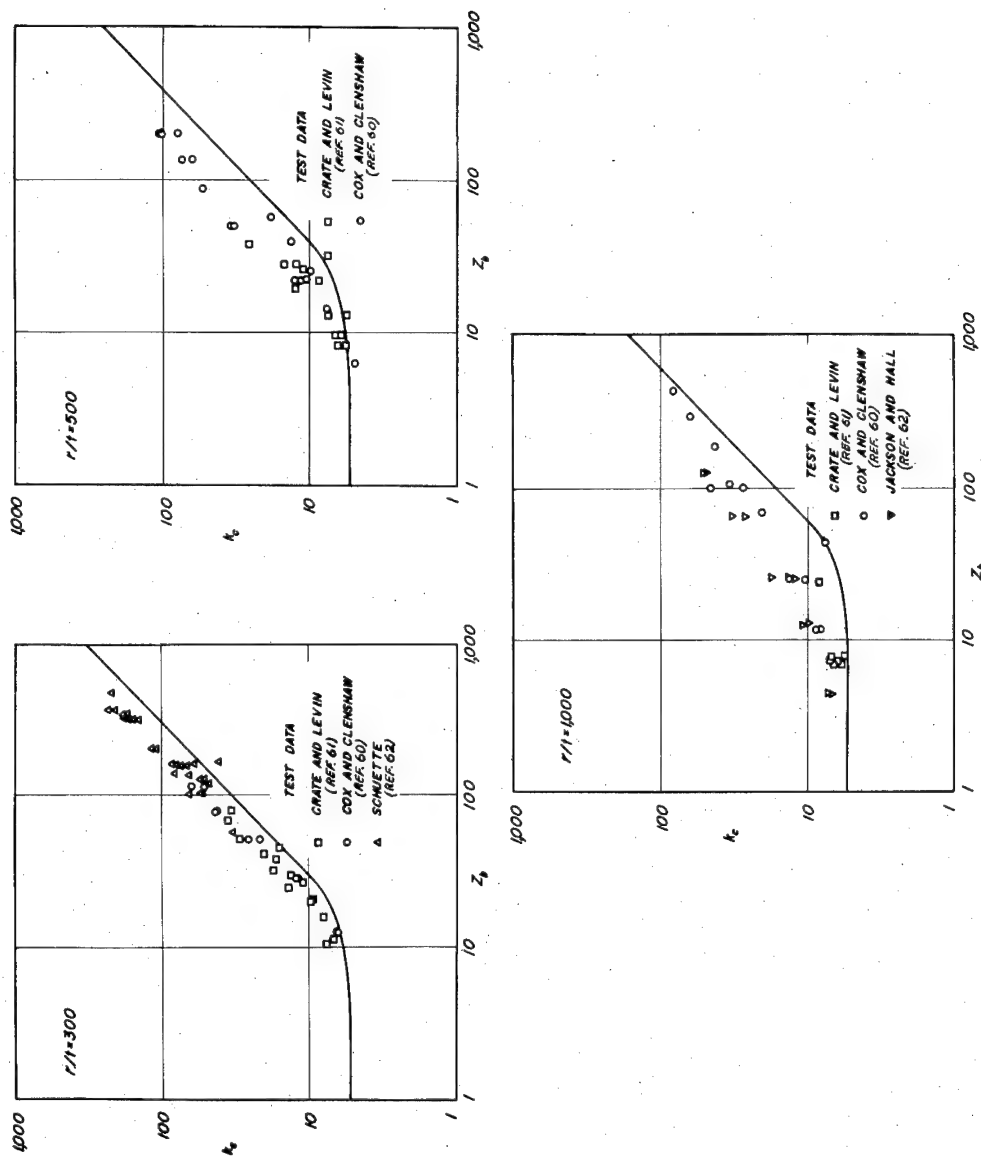 r/t=300
1,000
100
10
1
k_c
1
10
100
1,000
Z_b
TEST DATA
CRATE AND LEVIN
(REF. 61)
COX AND CLENSHAW
(REF. 60)
SCHUETTE
(REF. 62)
r/t=500
1,000
100
10
1
k_c
1
10
100
1,000
Z_b
TEST DATA
CRATE AND LEVIN
(REF. 61)
COX AND CLENSHAW
(REF. 60)
r/t=1,000
1,000
100
10
1
k_c
1
10
100
1,000
Z_b
TEST DATA
CRATE AND LEVIN
(REF. 61)
COX AND CLENSHAW
(REF. 60)
JACKSON AND HALL
(REF. 62)